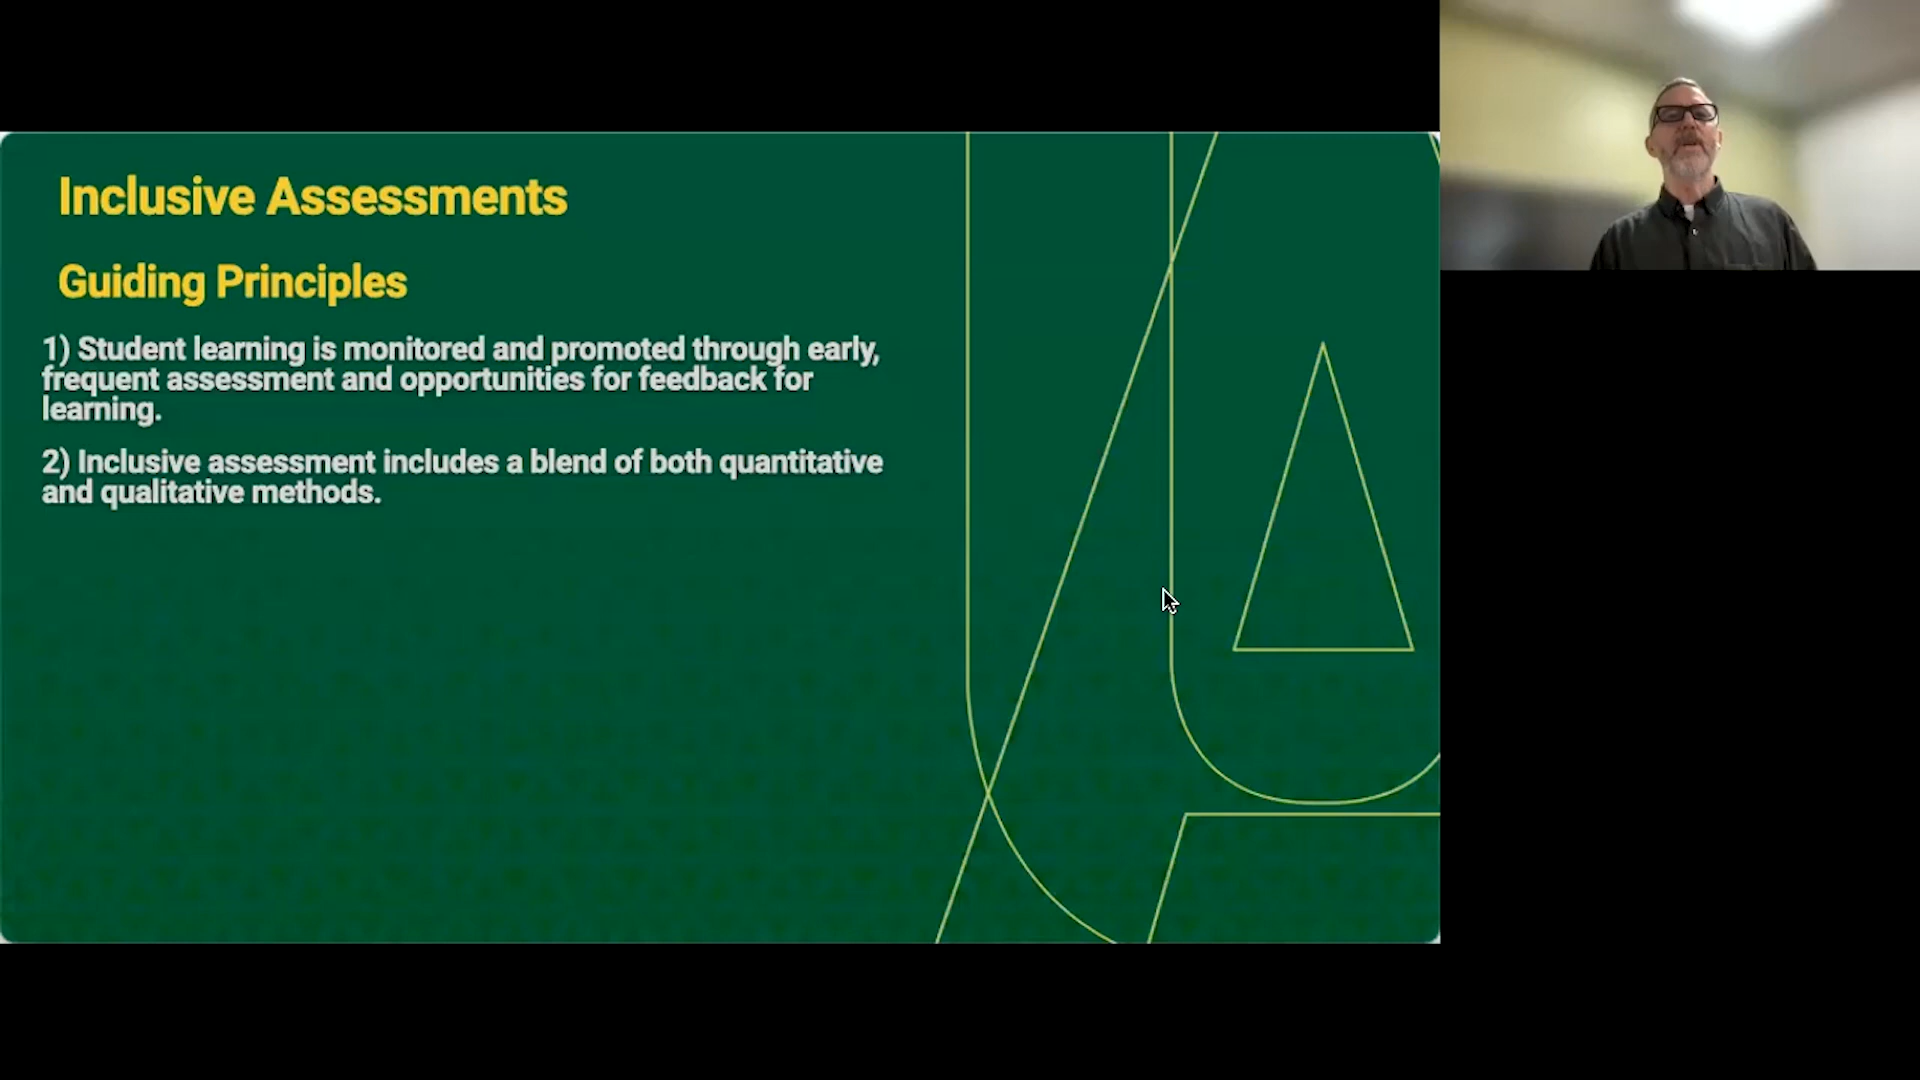 Inclusive Assessments
Guiding Principles
1) Student learning is monitored and promoted through early,
frequent assessment and opportunities for feedback for
learning.
2) Inclusive assessment includes a blend of both quantitative
and qualitative methods.